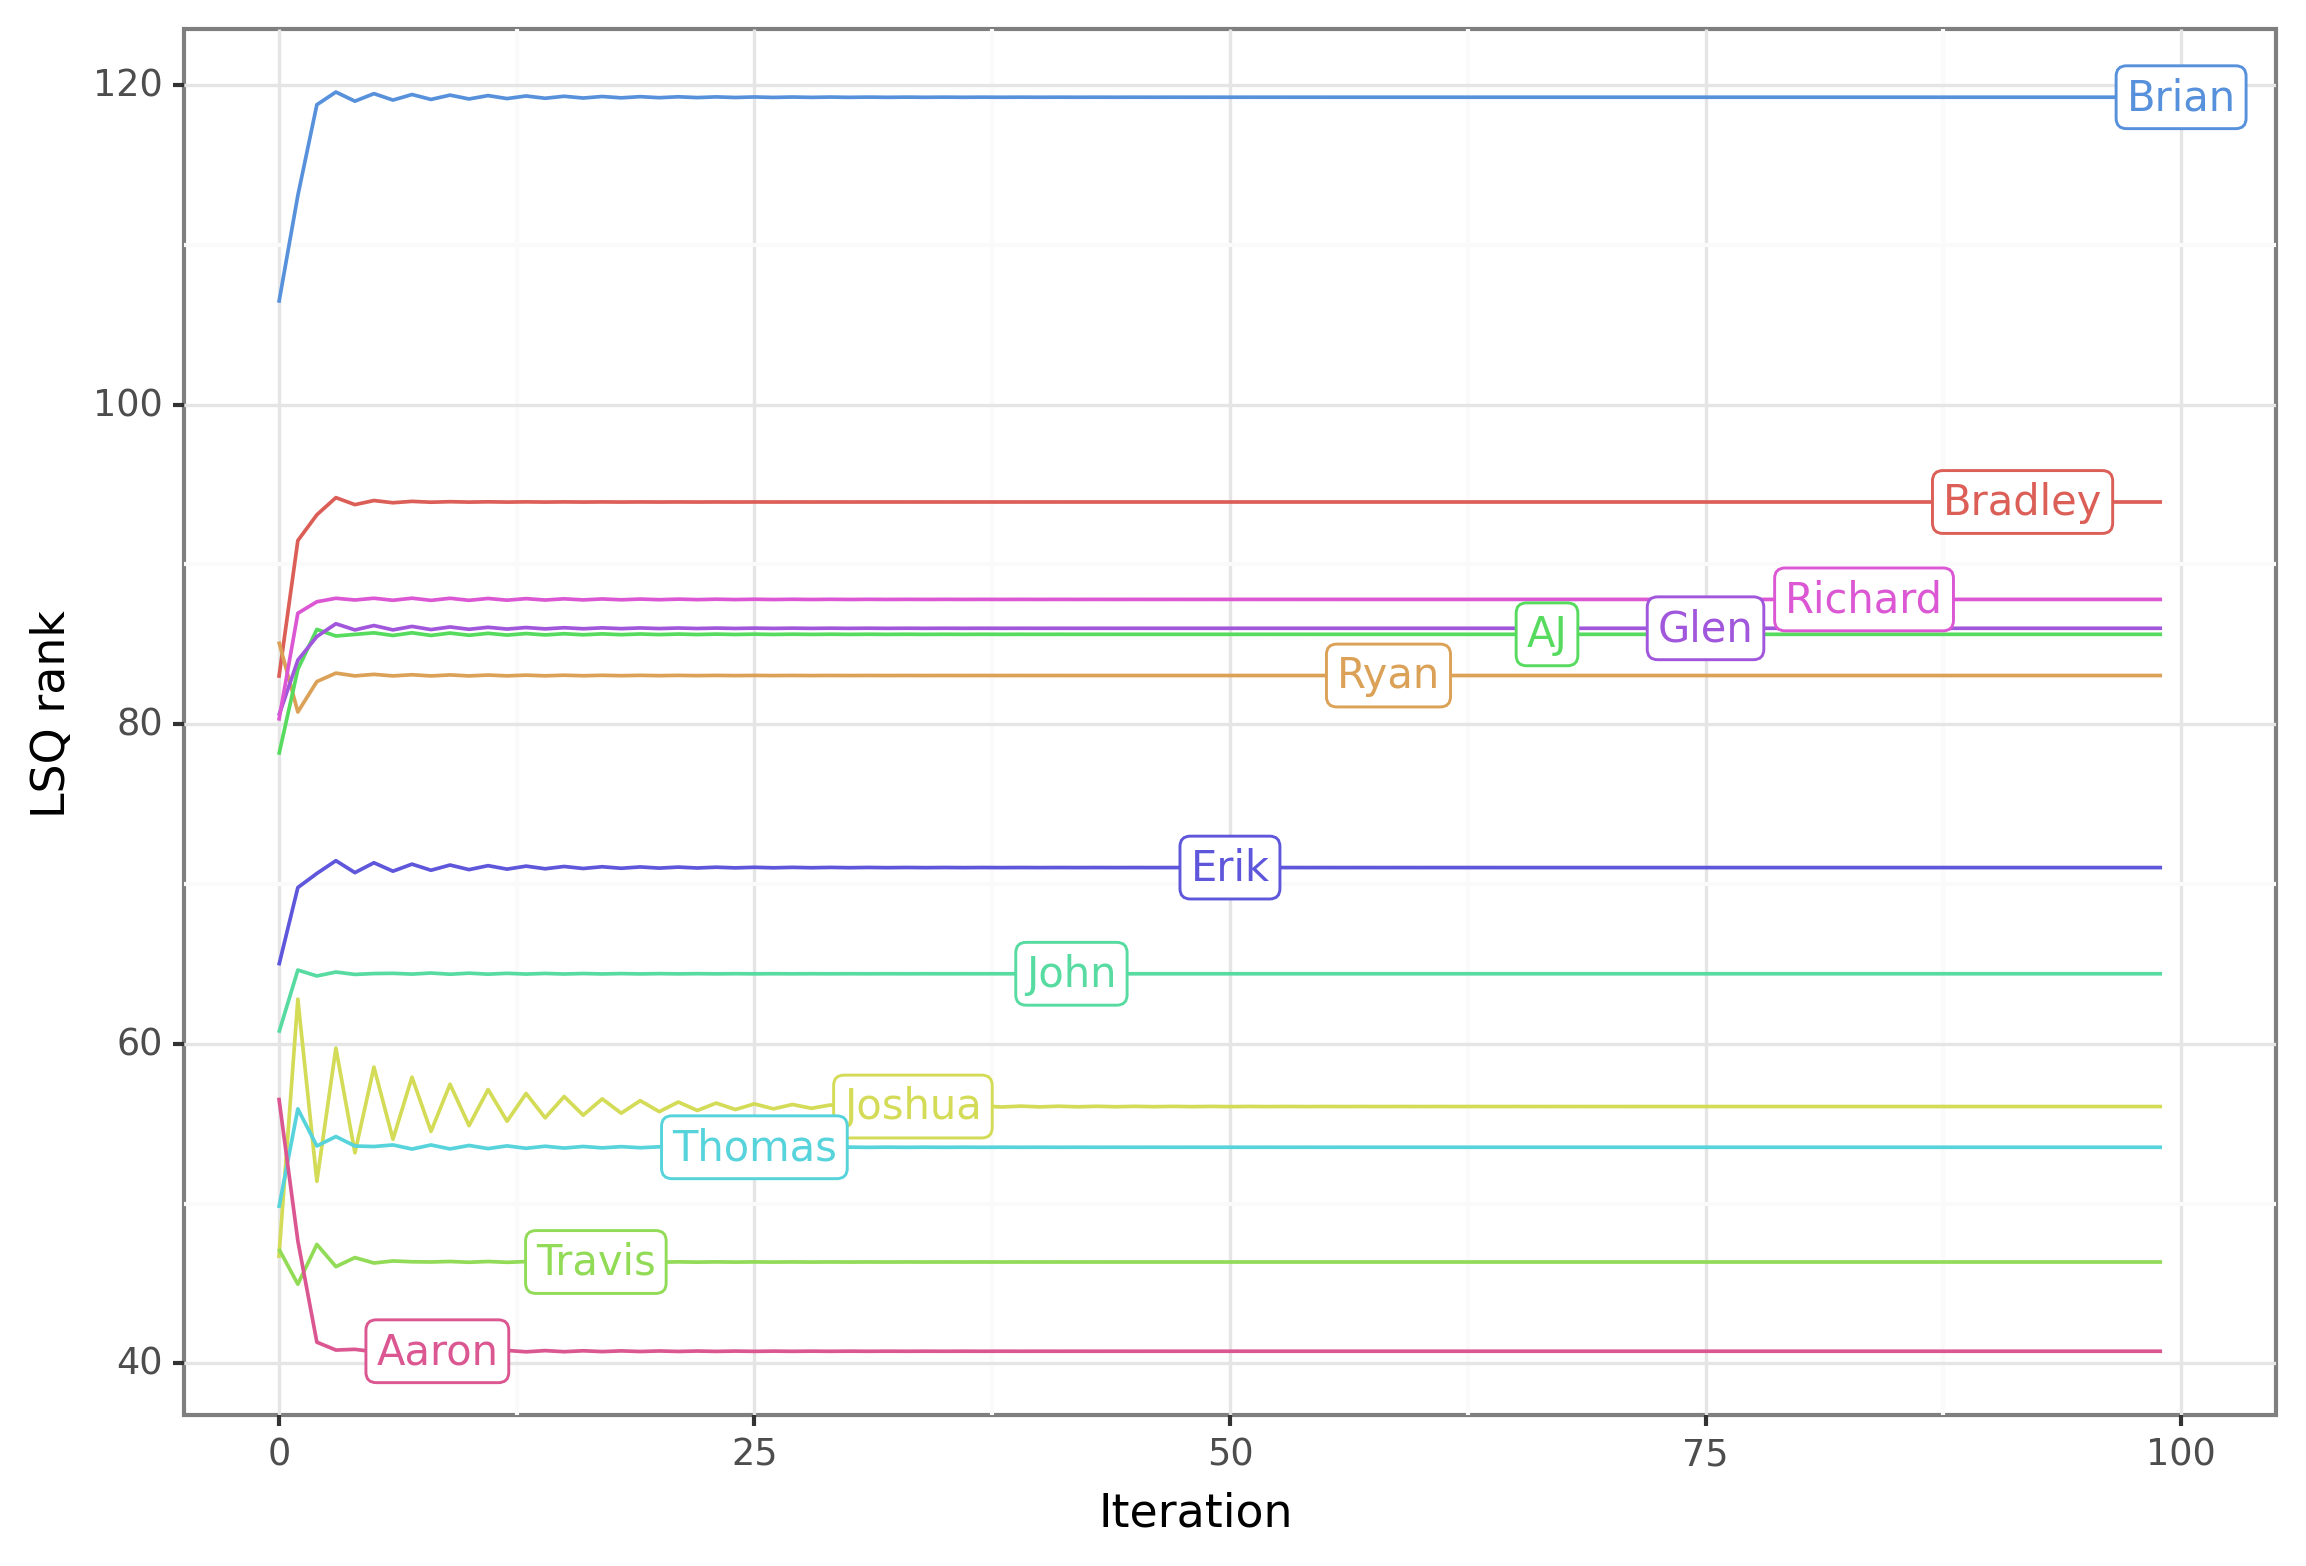 120
100
80
60
40
LSQ rank
Brian
Bradley
Richard
Glen
AJ
Ryan
Erik
John
Joshua
Thomas
Travis
Aaron
0 25 50 75 100
Iteration